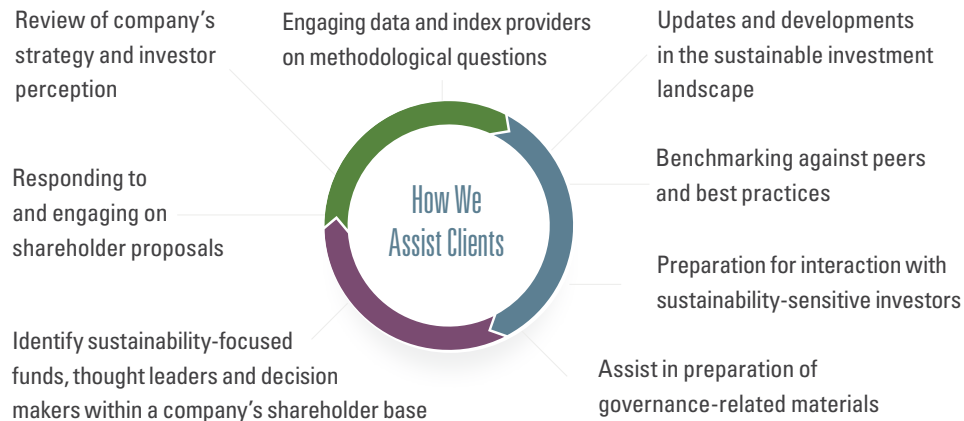 Review of company’s
strategy and investor
perception
Engaging data and index providers
on methodological questions
Updates and developments
in the sustainable investment
landscape
Benchmarking against peers
and best practices
Preparation for interaction with
sustainability-sensitive investors
Assist in preparation of
governance-related materials
Identify sustainability-focused
funds, thought leaders and decision
makers within a company’s shareholder base
Responding to
and engaging on
shareholder proposals
How We
Assist Clients